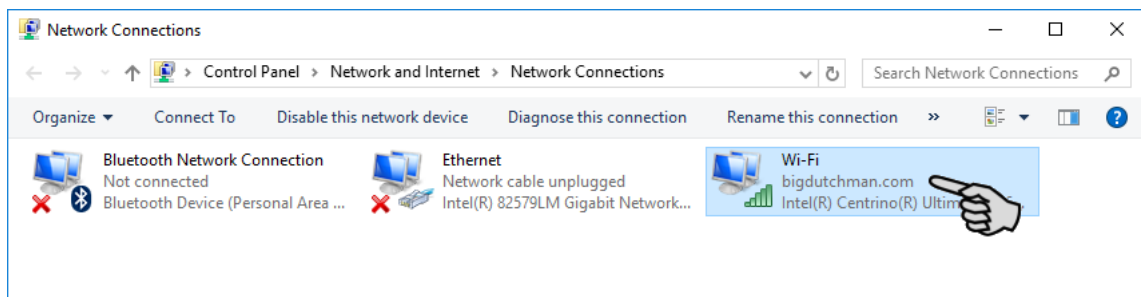 Network Connections
Control Panel > Network and Internet > Network Connections
Search Network Connections
Organize
Connect To
Disable this network device
Diagnose this connection
Rename this connection
»
Bluetooth Network Connection
Not connected
Bluetooth Device (Personal Area ...
Ethernet
Network cable unplugged
Intel(R) 82579LM Gigabit Network...
Wi-Fi
bigdutchman.com
Intel(R) Centrino(R)